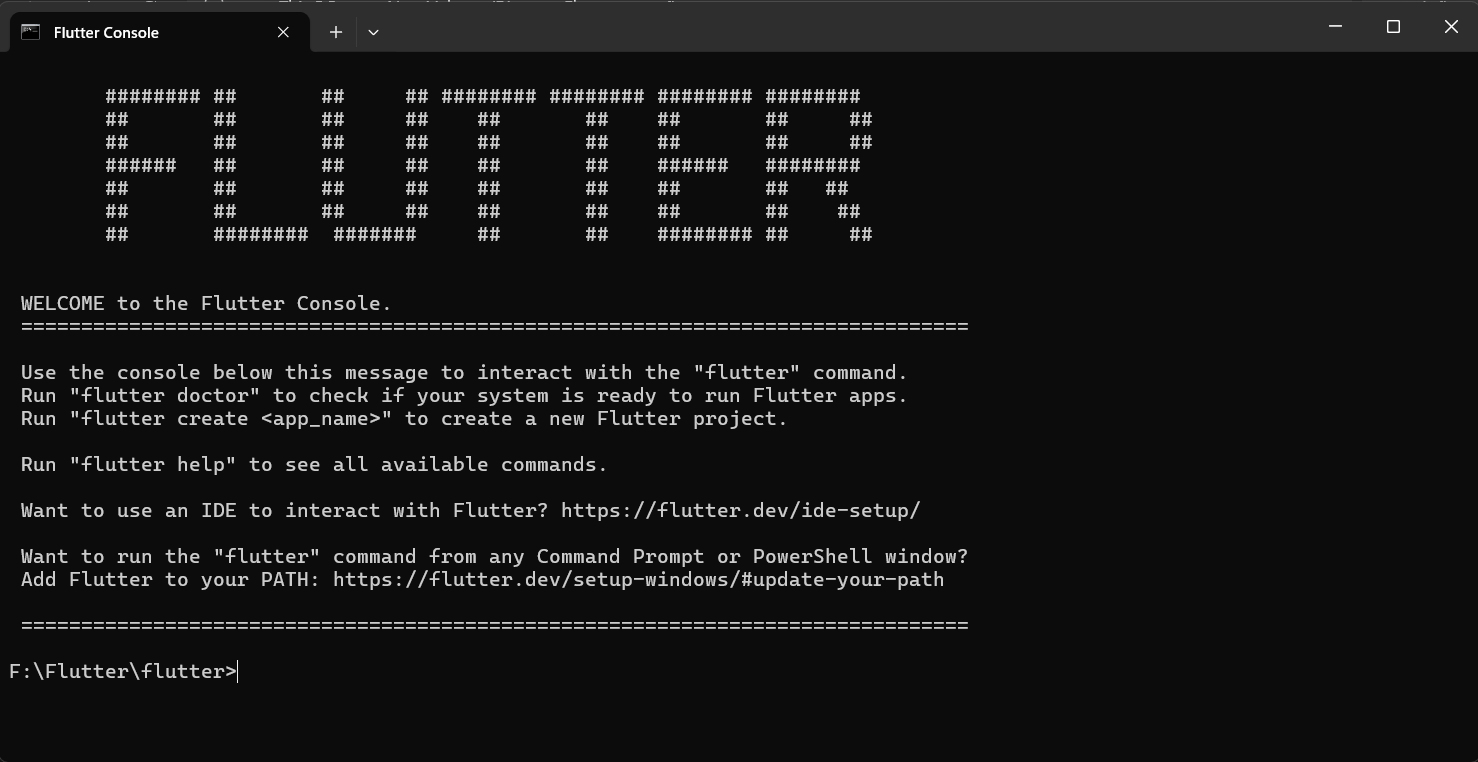 Flutter Console
######## ##       ##     ## ######## ######## ######## ########
##       ##       ##     ##    ##       ##    ##       ##     ##
##       ##       ##     ##    ##       ##    ##       ##     ##
######   ##       ##     ##    ##       ##    ######   ########
##       ##       ##     ##    ##       ##    ##       ##   ##
##       ##       ##     ##    ##       ##    ##       ##    ##
##       ########  #######     ##       ##    ######## ##     ##
WELCOME to the Flutter Console.
===============================================================================
Use the console below this message to interact with the "flutter" command.
Run "flutter doctor" to check if your system is ready to run Flutter apps.
Run "flutter create <app_name>" to create a new Flutter project.
Run "flutter help" to see all available commands.
Want to use an IDE to interact with Flutter? https://flutter.dev/ide-setup/
Want to run the "flutter" command from any Command Prompt or PowerShell window?
Add Flutter to your PATH: https://flutter.dev/setup-windows/#update-your-path
===============================================================================
F:\Flutter\flutter>